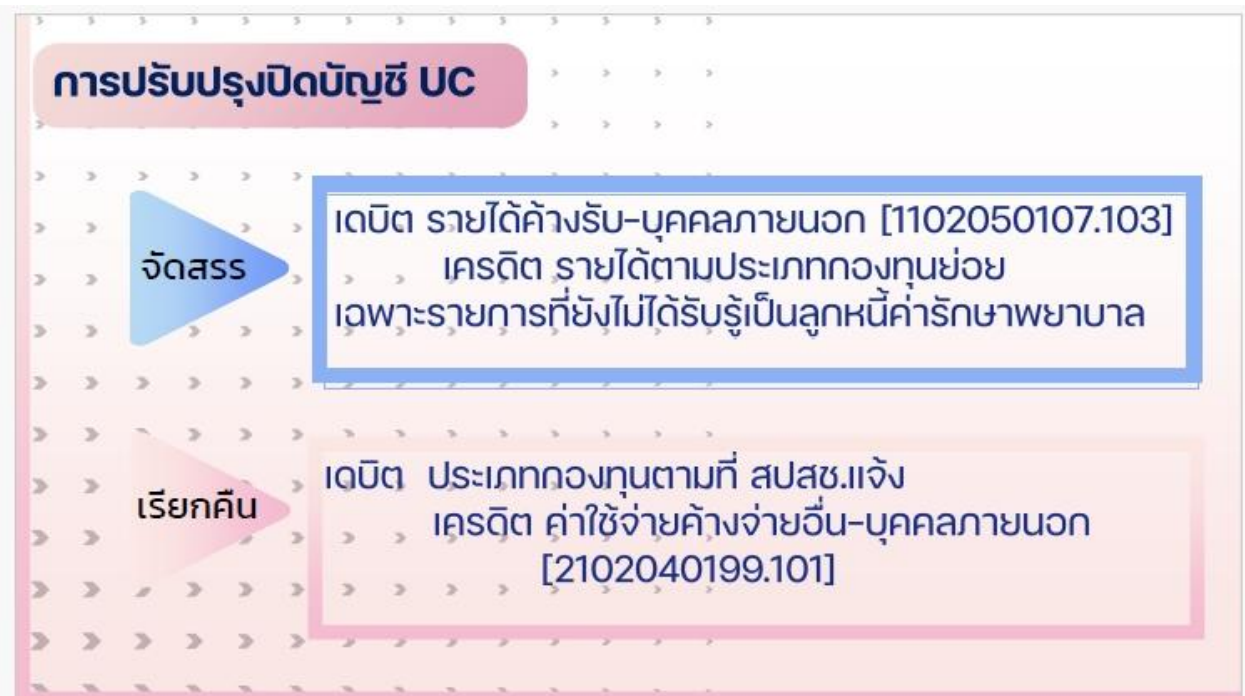 การปรับปรุงปิดบัญชี UC
จัดสรร
เดบิต รายได้ค้างรับ-บุคคลภายนอก [1102050107.103]
เครดิต รายได้ตามประเภทกองทุนย่อย
เฉพาะรายการที่ยังไม่ได้รับรู้เป็นลูกหนี้ค่ารักษาพยาบาล
เรียกคืน
เดบิต ประเภทกองทุนตามที่ สปสช.แจ้ง
เครดิต ค่าใช้จ่ายค้างจ่ายอื่น-บุคคลภายนอก
[2102040199.101]